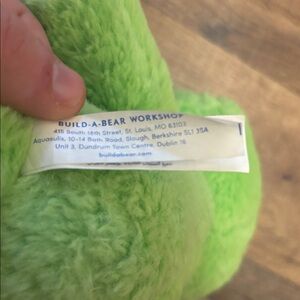 BUILD-A-BEAR WORKSHOP
415 South 18th Street, St. Louis, MO 63103
Aquasulis, 10-14 Bath Road, Slough, Berkshire SL1 3SA
Unit 3, Dundrum Town Centre, Dublin 16
buildabear.com